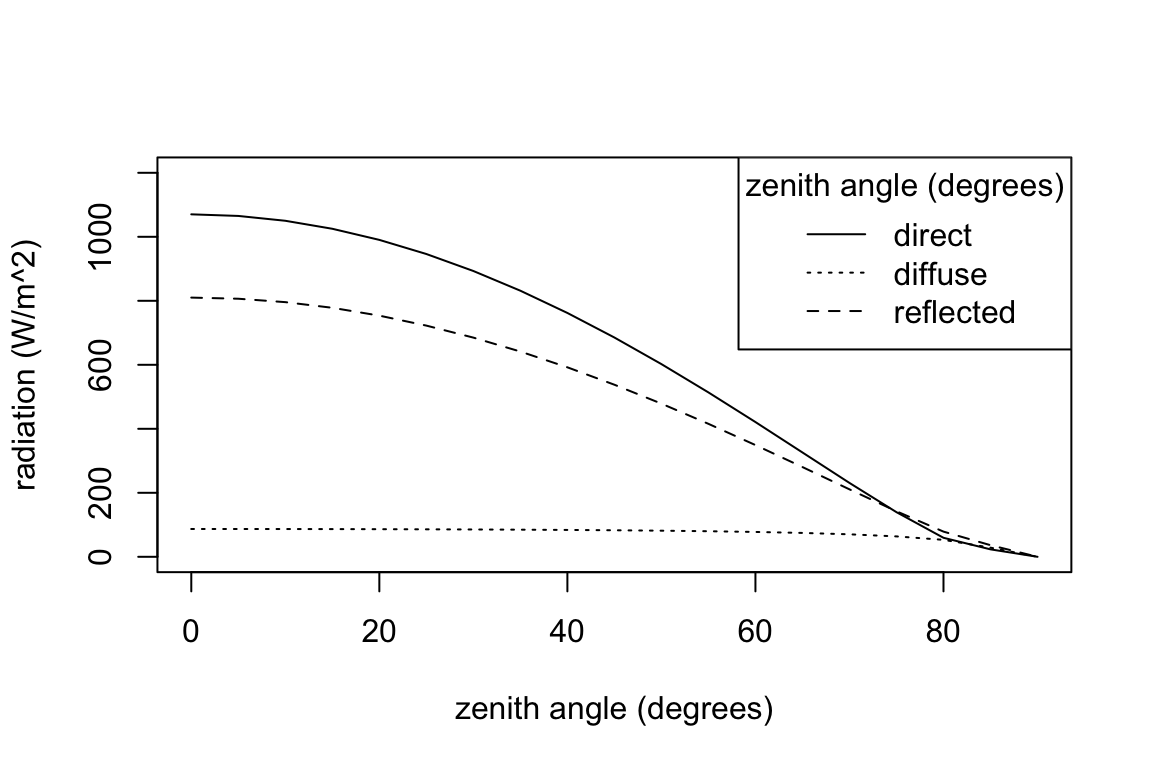 zenith angle (degrees)
direct
diffuse
reflected
radiation (W/m^2)
1000
600
200
0
0 20 40 60 80
zenith angle (degrees)